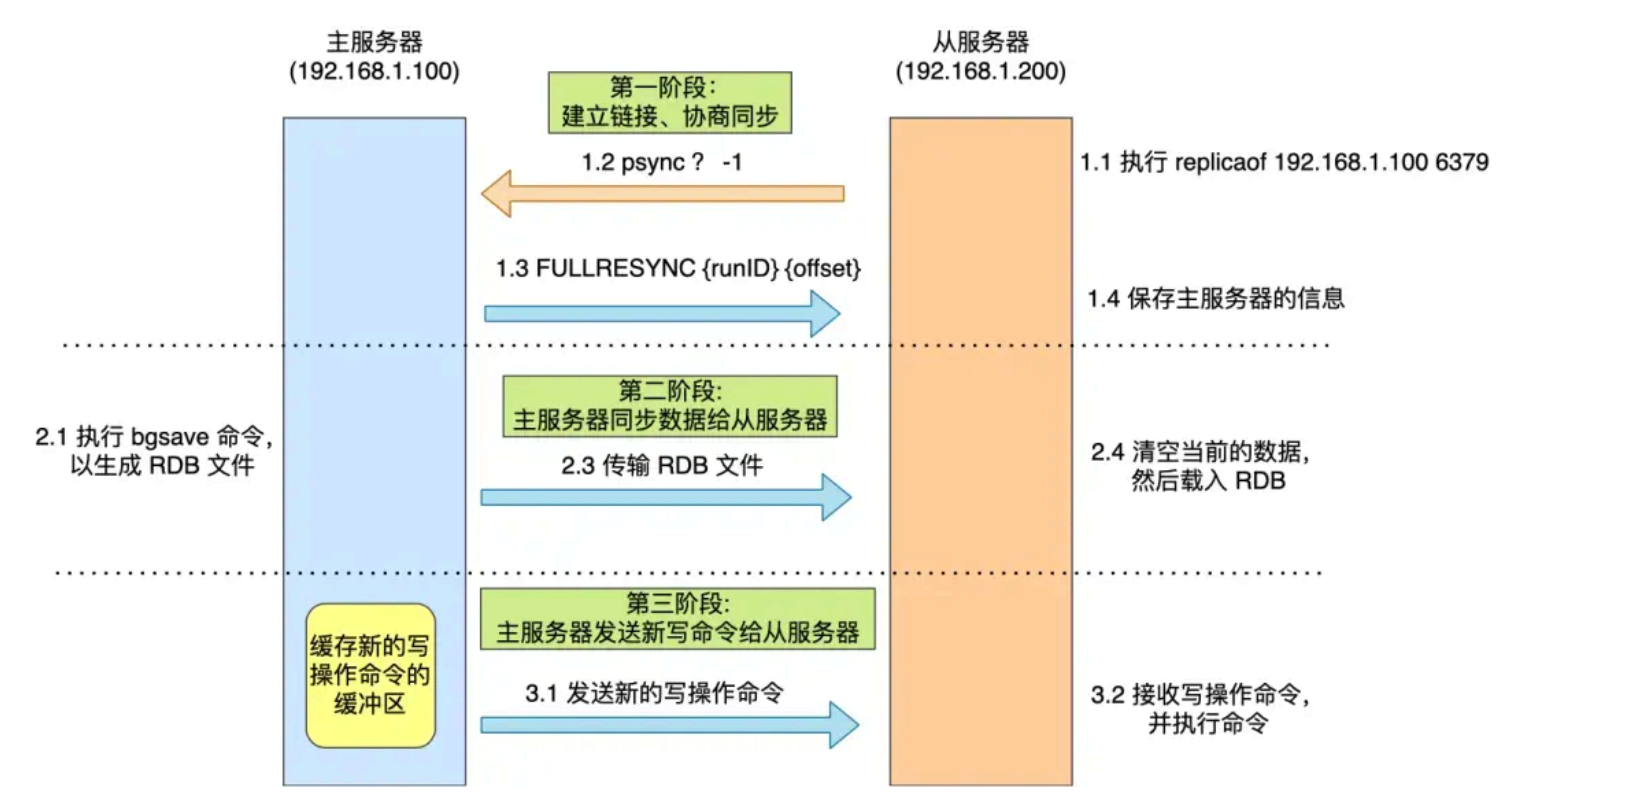 主服务器
(192.168.1.100)
从服务器
(192.168.1.200)
第一阶段：
建立链接、协商同步
1.2 psync ? -1
1.1 执行 replicaof 192.168.1.100 6379
1.3 FULLRESYNC {runID} {offset}
1.4 保存主服务器的信息
第二阶段:
主服务器同步数据给从服务器
2.1 执行 bgsave 命令，
以生成 RDB 文件
2.3 传输 RDB 文件
2.4 清空当前的数据，
然后载入 RDB
第三阶段:
主服务器发送新写命令给从服务器
缓存新的写
操作命令的
缓冲区
3.1 发送新的写操作命令
3.2 接收写操作命令，
并执行命令